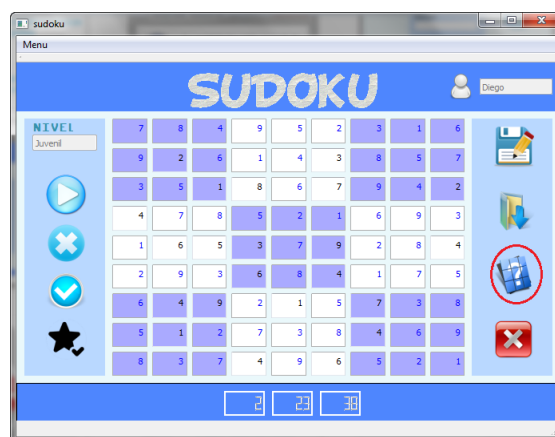 sudoku
Menu
SUDOKU
Diego
NIVEL
Juvenil
7 8 4 9 5 2 3 1 6
9 2 6 1 4 3 8 5 7
3 5 1 8 6 7 9 4 2
4 7 8 5 2 1 6 9 3
1 6 5 3 7 9 2 8 4
2 9 3 6 8 4 1 7 5
6 4 9 2 1 5 7 3 8
5 1 2 7 3 8 4 6 9
8 3 7 4 9 6 5 2 1
?
2 23 38